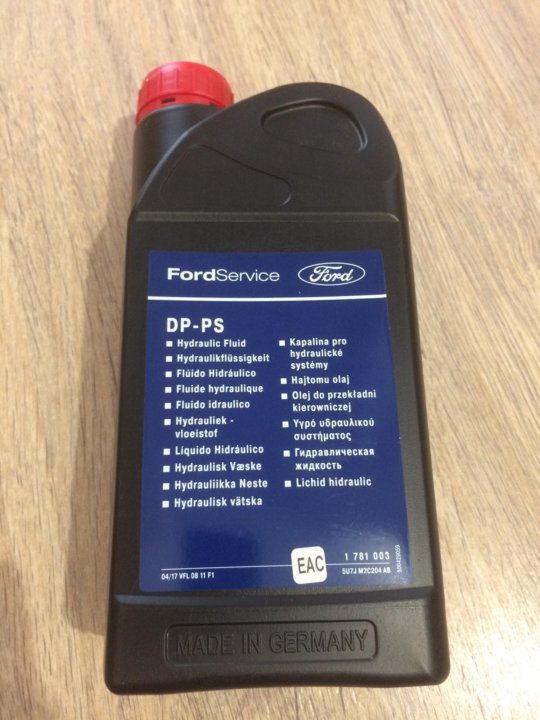 FordService
Ford
DP-PS
Hydraulic Fluid
Hydraulikflüssigkeit
Flúido Hidráulico
Fluide hydraulique
Fluido idraulico
Hydrauliek -
vloeistof
Líquido Hidráulico
Hydraulisk Væske
Hydrauliikka Neste
Hydraulisk vätska
Kapalina pro
hydraulické
systémy
Hajtomu olaj
Olej do przekładni
kierowniczej
Υγρό υδραυλικού
συστήματος
Гидравлическая
жидкость
Lichid hidraulic
04/17 VFL 08 11 F1
EAC
1 781 003
5U7J M2C204 AB
MADE IN GERMANY